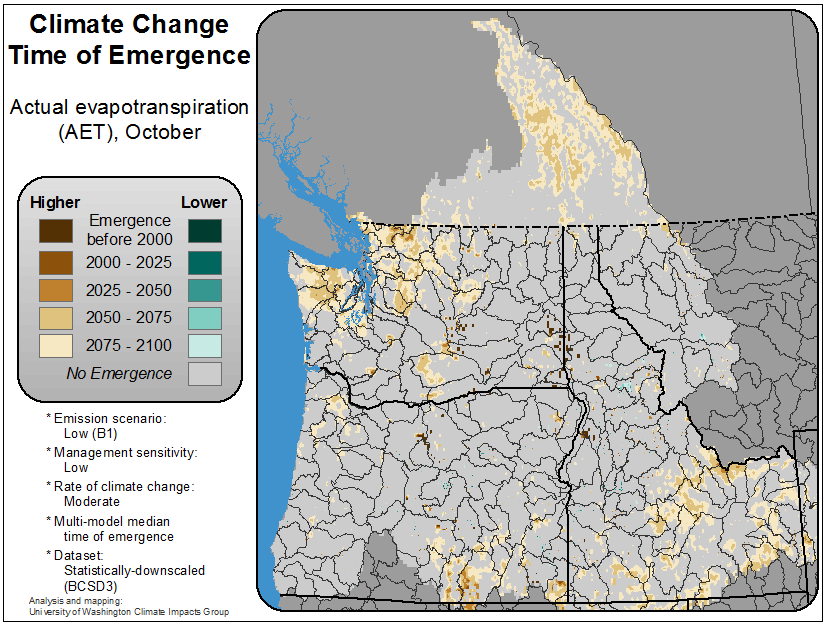 Climate Change
Time of Emergence
Actual evapotranspiration
(AET), October
Higher
Lower
Emergence
before 2000
2000 - 2025
2025 - 2050
2050 - 2075
2075 - 2100
No Emergence
* Emission scenario:
Low (B1)
* Management sensitivity:
Low
* Rate of climate change:
Moderate
* Multi-model median
time of emergence
* Dataset:
Statistically-downscaled
(BCSD3)
Analysis and mapping:
University of Washington Climate Impacts Group